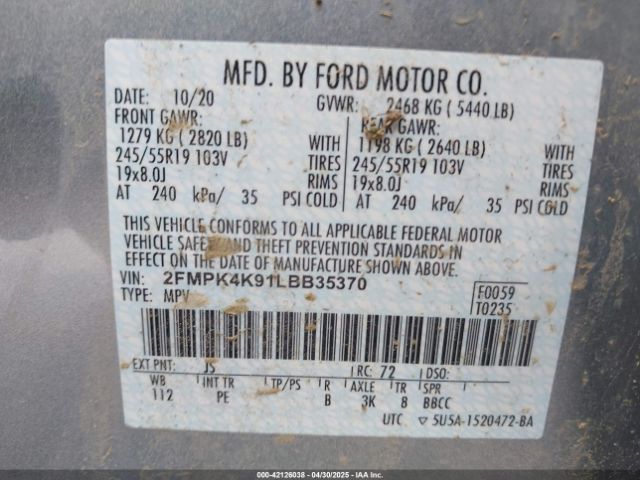 MFD. BY FORD MOTOR CO.
DATE: 10/20 GVWR: 2468 KG ( 5440 LB)
FRONT GAWR: REAR GAWR:
1279 KG ( 2820 LB) WITH 1198 KG ( 2640 LB) WITH
245/55R19 103V TIRES 245/55R19 103V TIRES
19x8.0J RIMS 19x8.0J RIMS
AT 240 kPa/ 35 PSI COLD AT 240 kPa/ 35 PSI COLD
THIS VEHICLE CONFORMS TO ALL APPLICABLE FEDERAL MOTOR
VEHICLE SAFETY AND THEFT PREVENTION STANDARDS IN
EFFECT ON THE DATE OF MANUFACTURE SHOWN ABOVE.
VIN: 2FMPK4K91LBB35370 F0059
TYPE: MPV T0235
EXT PNT: JS RC: 72 DSO:
WB INT TR TP/PS R AXLE TR SPR
112 PE B 3K 8 BBCC
UTC ▽ 5U5A-1520472-BA
000-42126038 - 04/30/2025 - IAAI.COM